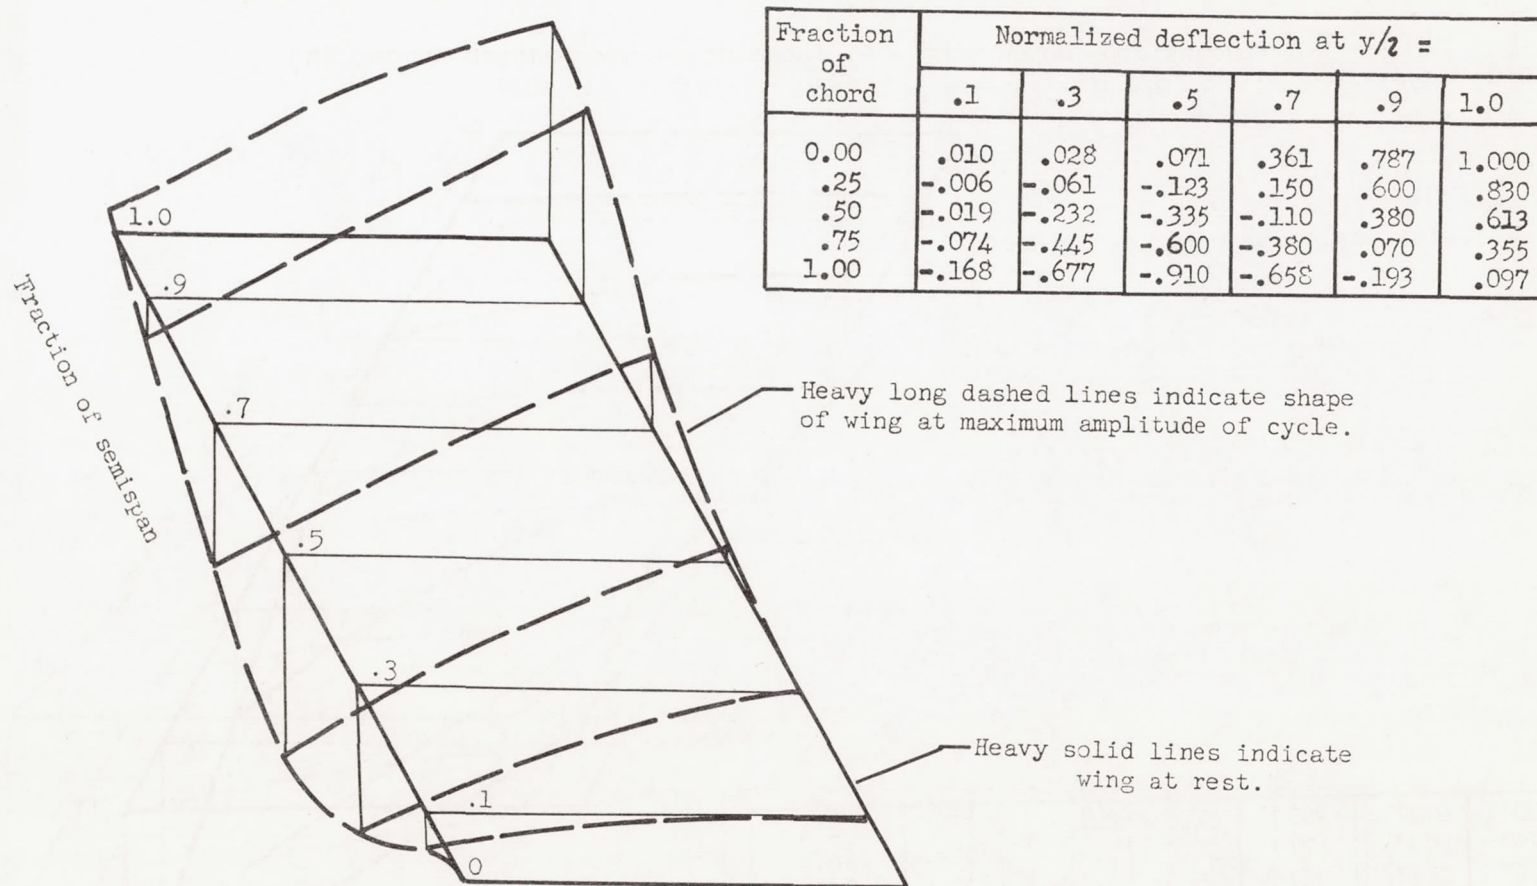 Fraction of chord
Normalized deflection at y/l =
.1 .3 .5 .7 .9 1.0
0.00 .010 .028 .071 .361 .787 1.000
.25 -.006 -.061 -.123 .150 .600 .830
.50 -.019 -.232 -.335 -.110 .380 .613
.75 -.074 -.445 -.600 -.380 .070 .355
1.00 -.168 -.677 -.910 -.658 -.193 .097
1.0
.9
.7
.5
.3
.1
0
Fraction of semispan
Heavy long dashed lines indicate shape
of wing at maximum amplitude of cycle.
Heavy solid lines indicate
wing at rest.